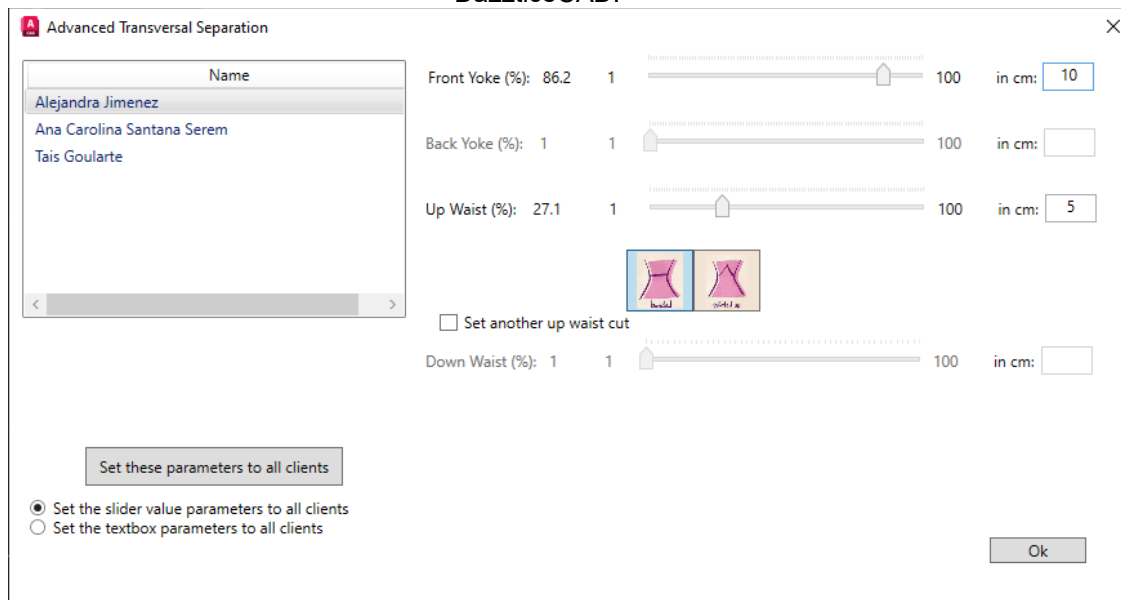 BuzzticoCAD.
Advanced Transversal Separation
Name
Alejandra Jimenez
Ana Carolina Santana Serem
Tais Goularte
Front Yoke (%): 86.2 1 100 in cm: 10
Back Yoke (%): 1 1 100 in cm:
Up Waist (%): 27.1 1 100 in cm: 5
Set another up waist cut
Down Waist (%): 1 1 100 in cm:
Set these parameters to all clients
Set the slider value parameters to all clients
Set the textbox parameters to all clients
Ok